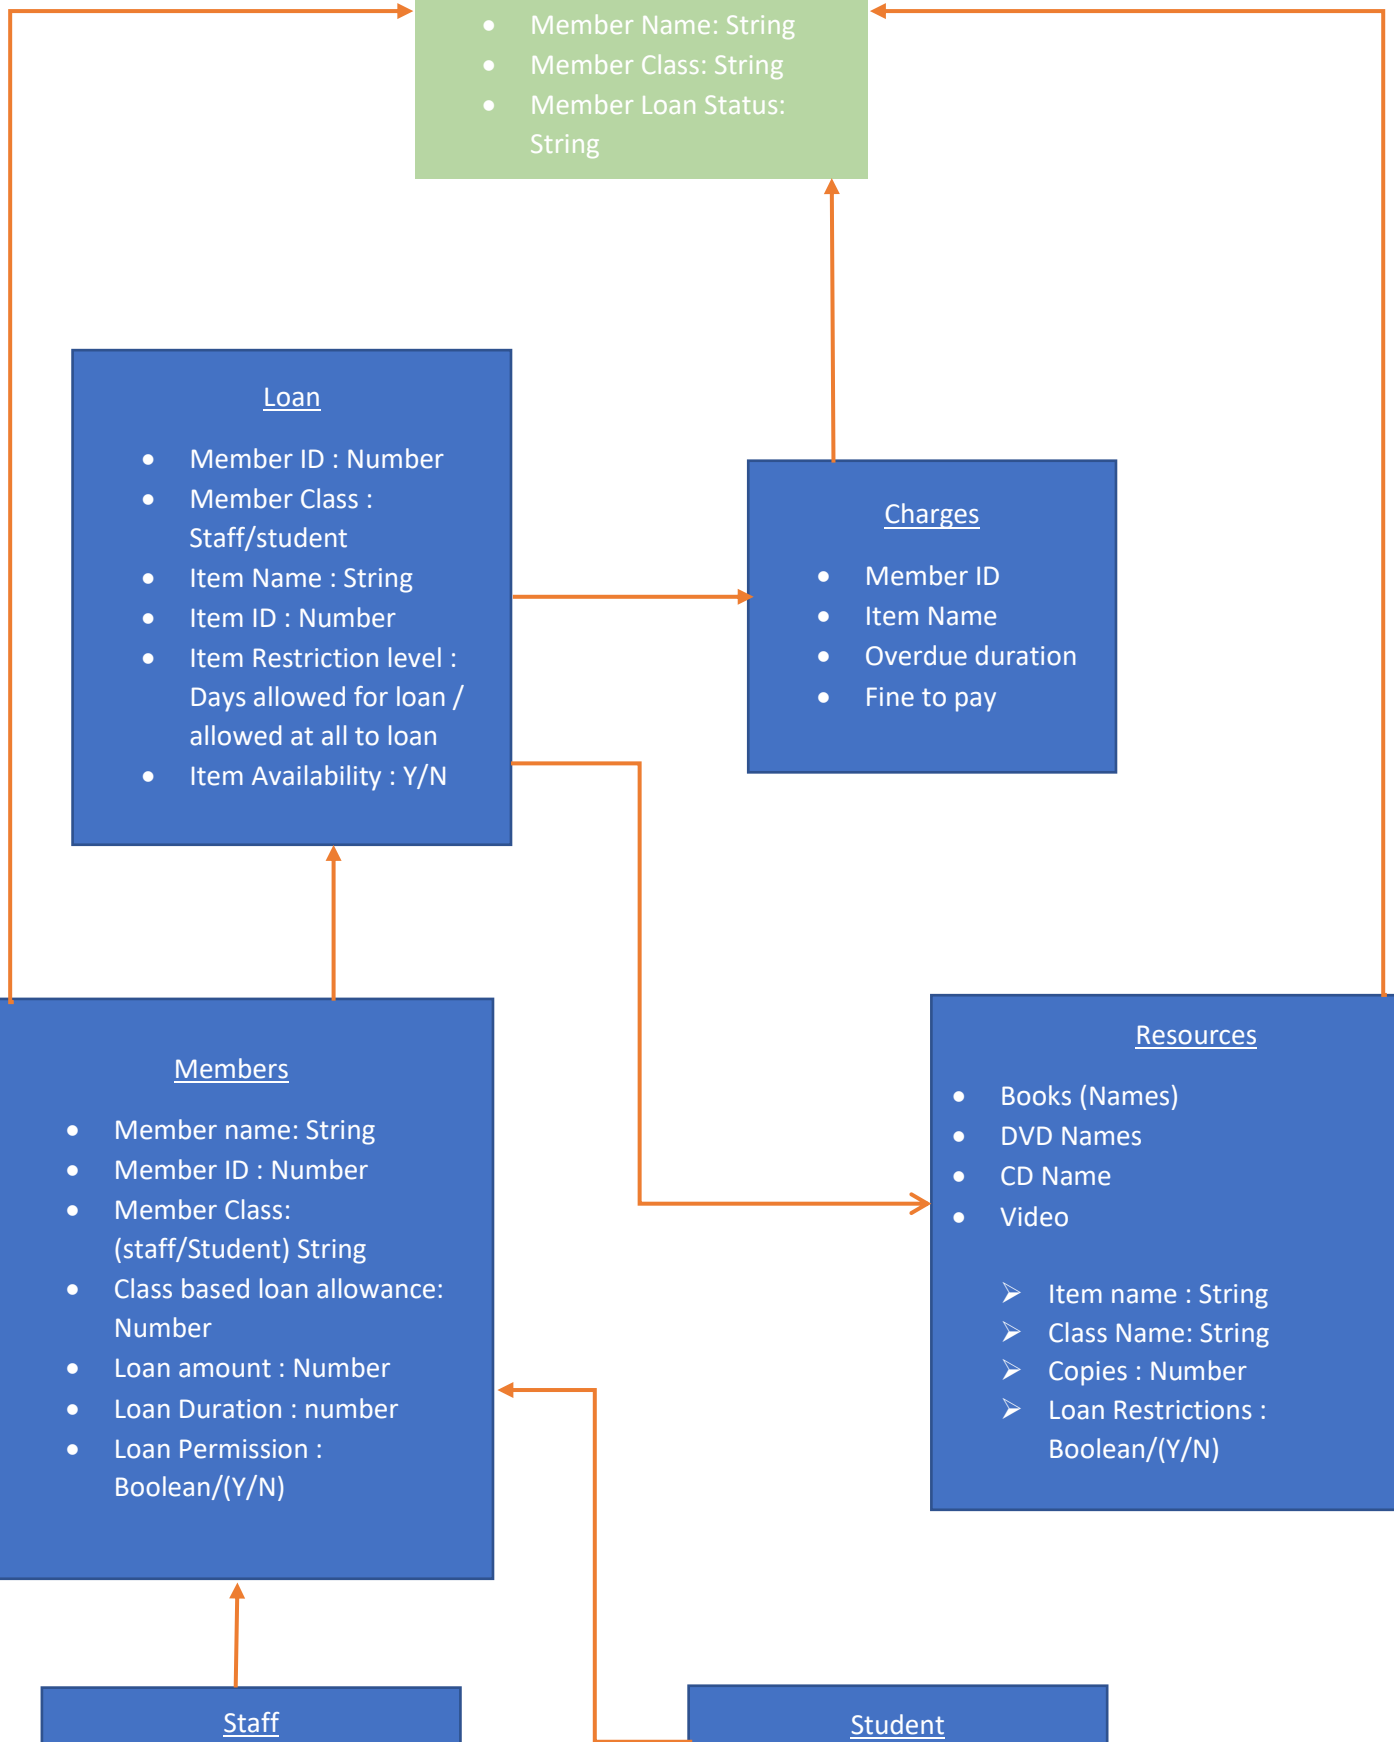 • Member Name: String
• Member Class: String
• Member Loan Status:
String
Loan
• Member ID : Number
• Member Class :
Staff/student
• Item Name : String
• Item ID : Number
• Item Restriction level :
Days allowed for loan /
allowed at all to loan
• Item Availability : Y/N
Charges
• Member ID
• Item Name
• Overdue duration
• Fine to pay
Members
• Member name: String
• Member ID : Number
• Member Class:
(staff/Student) String
• Class based loan allowance:
Number
• Loan amount : Number
• Loan Duration : number
• Loan Permission :
Boolean/(Y/N)
Resources
• Books (Names)
• DVD Names
• CD Name
• Video
➢ Item name : String
➢ Class Name: String
➢ Copies : Number
➢ Loan Restrictions :
Boolean/(Y/N)
Staff
Student